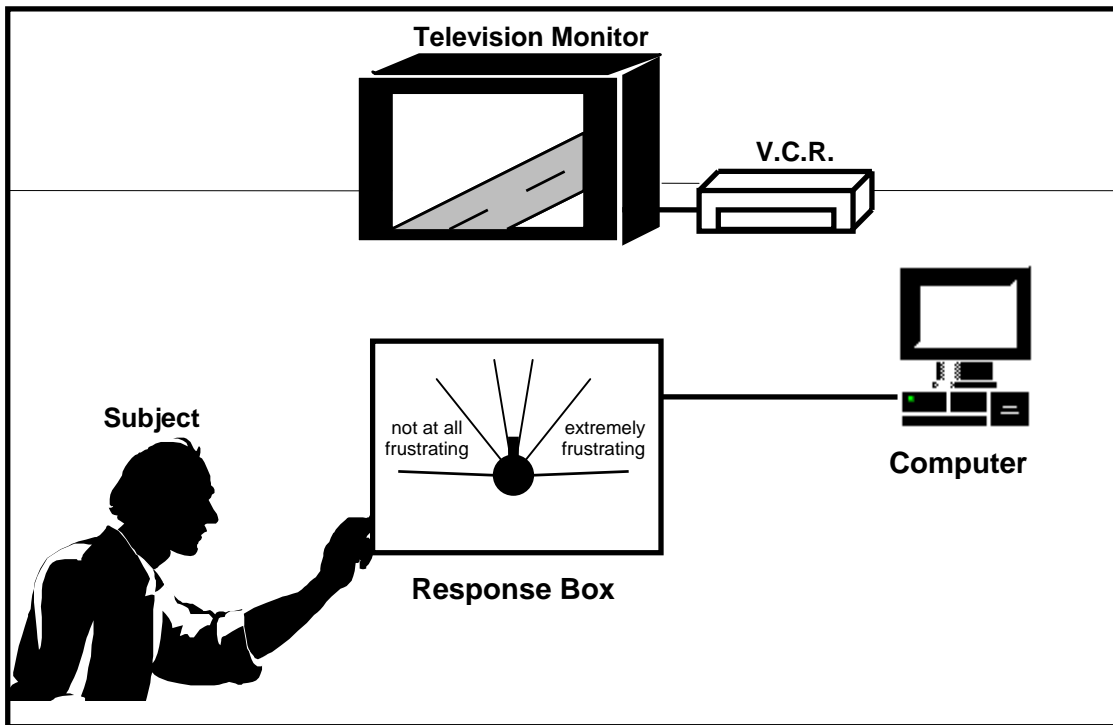 Television Monitor
V.C.R.
Subject
not at all
frustrating
extremely
frustrating
Computer
Response Box